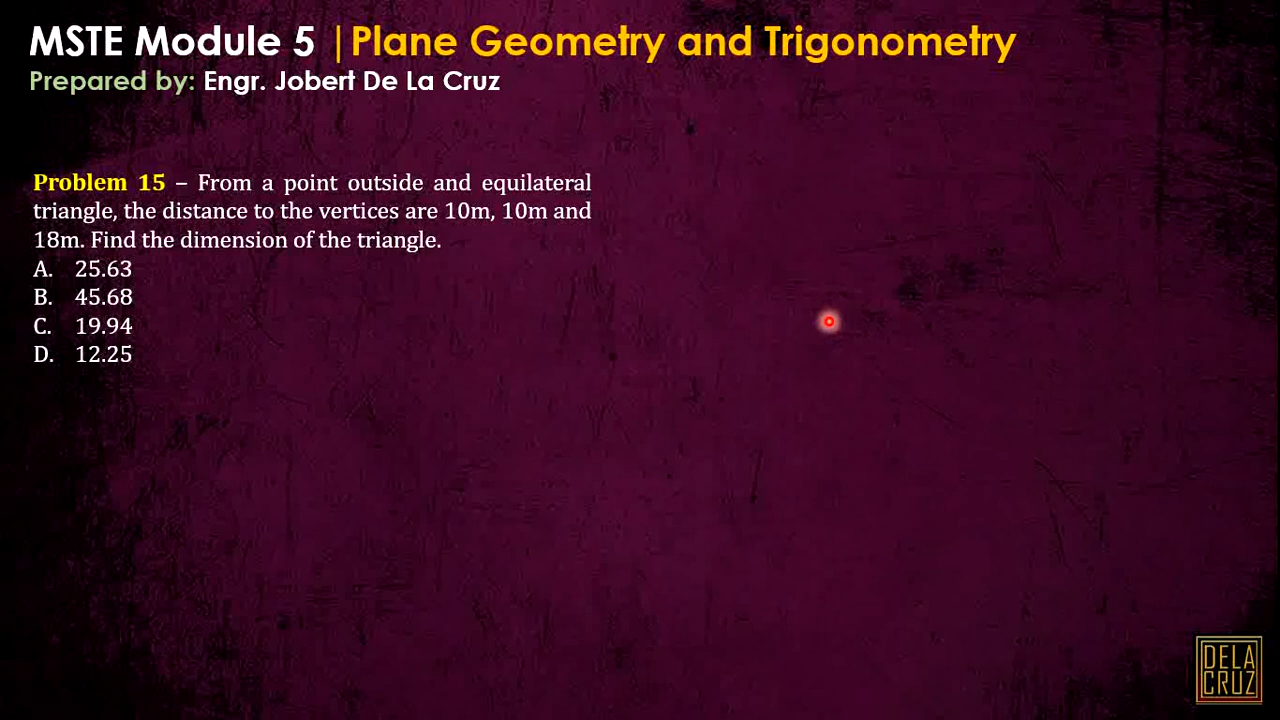 MSTE Module 5 |Plane Geometry and Trigonometry
Prepared by: Engr. Jobert De La Cruz
Problem 15 – From a point outside and equilateral
triangle, the distance to the vertices are 10m, 10m and
18m. Find the dimension of the triangle.
A. 25.63
B. 45.68
C. 19.94
D. 12.25
DELA
CRUZ